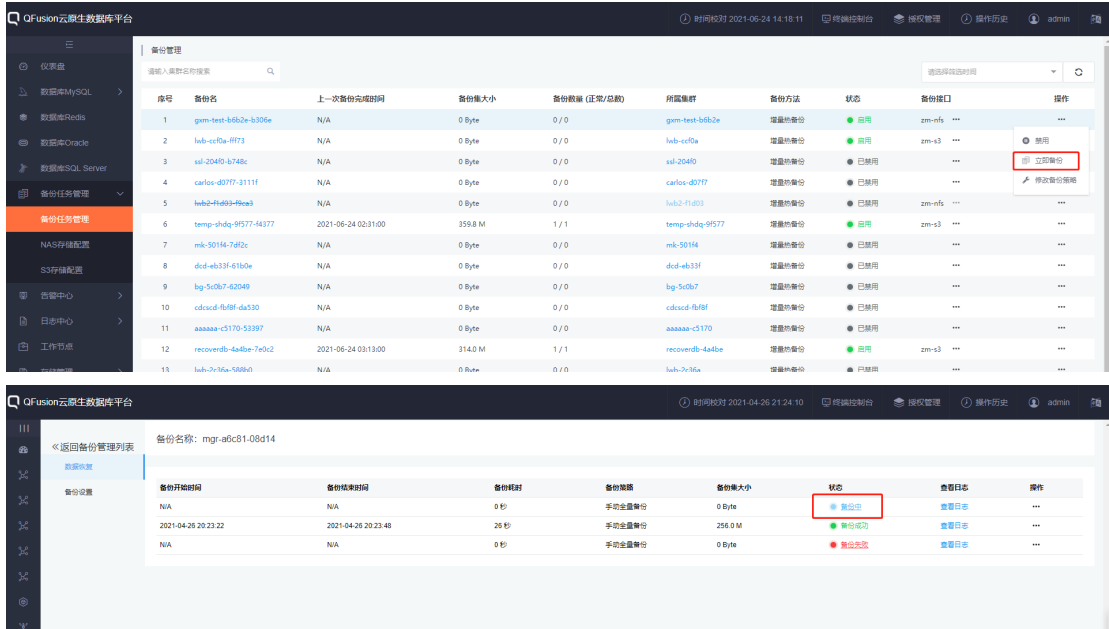 QFusion云原生数据库平台 时间校对 2021-06-24 14:18:11 终端控制台 授权管理 操作历史 admin
备份管理
仪表盘 请输入集群名称搜索 请选择筛选时间
数据库MySQL 序号 备份名 上一次备份完成时间 备份集大小 备份数量 (正常/总数) 所属集群 备份方法 状态 备份接口 操作
数据库Redis 1 gxm-test-b6b2e-b306e N/A 0 Byte 0 / 0 gxm-test-b6b2e 增量热备份 启用 zm-nfs ···
数据库Oracle 2 lwb-ccf0a-fff73 N/A 0 Byte 0 / 0 lwb-ccf0a 增量热备份 启用 zm-s3 ··· 禁用
数据库SQL Server 3 ssl-204f0-b748c N/A 0 Byte 0 / 0 ssl-204f0 增量热备份 已禁用 ··· 立即备份
备份任务管理 4 carlos-d07f7-3111f N/A 0 Byte 0 / 0 carlos-d07f7 增量热备份 已禁用 ··· 修改备份策略
备份任务管理 5 lwb2-f1d03-f9ca3 N/A 0 Byte 0 / 0 lwb2-f1d03 增量热备份 已禁用 zm-nfs ··· ···
6 temp-shdq-9f577-f4377 2021-06-24 02:31:00 359.8 M 1 / 1 temp-shdq-9f577 增量热备份 启用 zm-s3 ··· ···
NAS存储配置 7 mk-501f4-7df2c N/A 0 Byte 0 / 0 mk-501f4 增量热备份 已禁用 ··· ···
S3存储配置 8 dcd-eb33f-61b0e N/A 0 Byte 0 / 0 dcd-eb33f 增量热备份 已禁用 ··· ···
告警中心 9 bg-5c0b7-62049 N/A 0 Byte 0 / 0 bg-5c0b7 增量热备份 已禁用 ··· ···
日志中心 10 cdcscd-fbf8f-da530 N/A 0 Byte 0 / 0 cdcscd-fbf8f 增量热备份 已禁用 ··· ···
11 aaaaaa-c5170-53397 N/A 0 Byte 0 / 0 aaaaaa-c5170 增量热备份 已禁用 ··· ···
工作节点 12 recoverdb-4a4be-7e0c2 2021-06-24 03:13:00 314.0 M 1 / 1 recoverdb-4a4be 增量热备份 启用 zm-s3 ··· ···
存储管理 13 lwb-2c36a-588b0 N/A 0 Byte 0 / 0 lwb-2c36a 增量热备份 已禁用 ··· ···
QFusion云原生数据库平台 时间校对 2021-04-26 21:24:10 终端控制台 授权管理 操作历史 admin
≪返回备份管理列表 备份名称：mgr-a6c81-08d14
数据恢复
备份设置 备份开始时间 备份结束时间 备份耗时 备份策略 备份集大小 状态 查看日志 操作
N/A N/A 0 秒 手动全量备份 0 Byte 备份中 查看日志 ···
2021-04-26 20:23:22 2021-04-26 20:23:48 26 秒 手动全量备份 256.0 M 备份成功 查看日志 ···
N/A N/A 0 秒 手动全量备份 0 Byte 备份失败 查看日志 ···